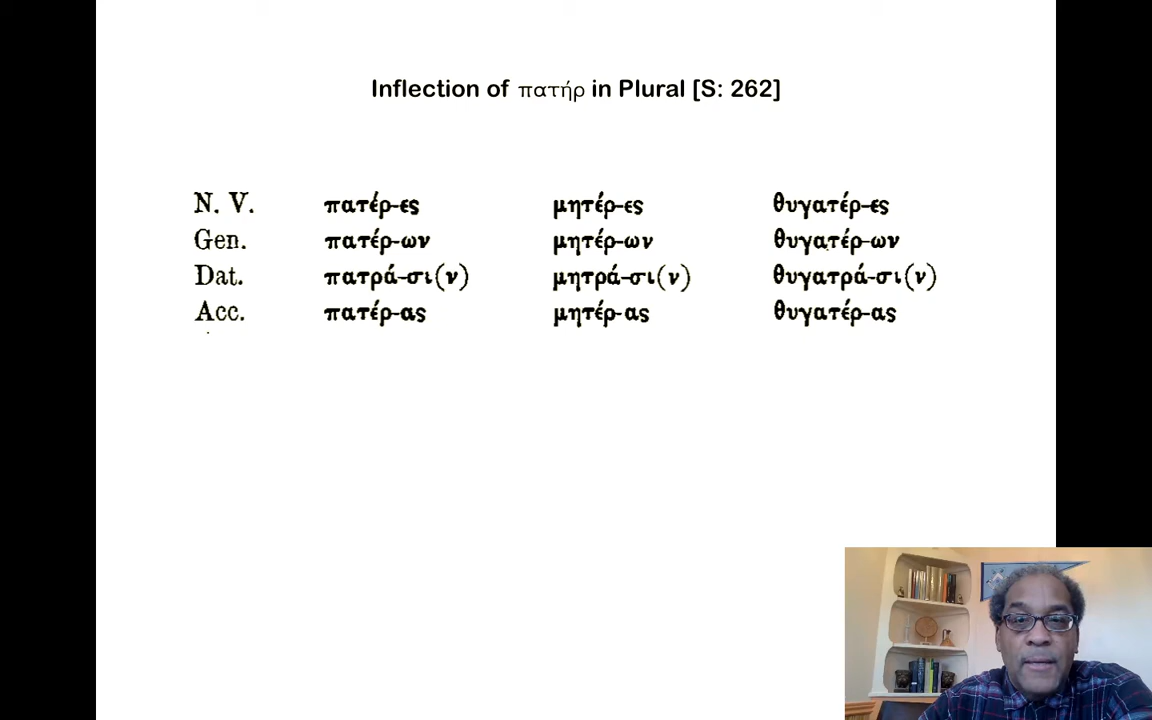 Inflection of πατήρ in Plural [S: 262]
N. V. πατέρ-ες μητέρ-ες θυγατέρ-ες
Gen. πατέρ-ων μητέρ-ων θυγατέρ-ων
Dat. πατρά-σι(ν) μητρά-σι(ν) θυγατρά-σι(ν)
Acc. πατέρ-ας μητέρ-ας θυγατέρ-ας